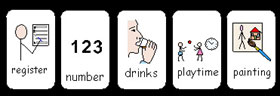 register
123
number
drinks
playtime
painting